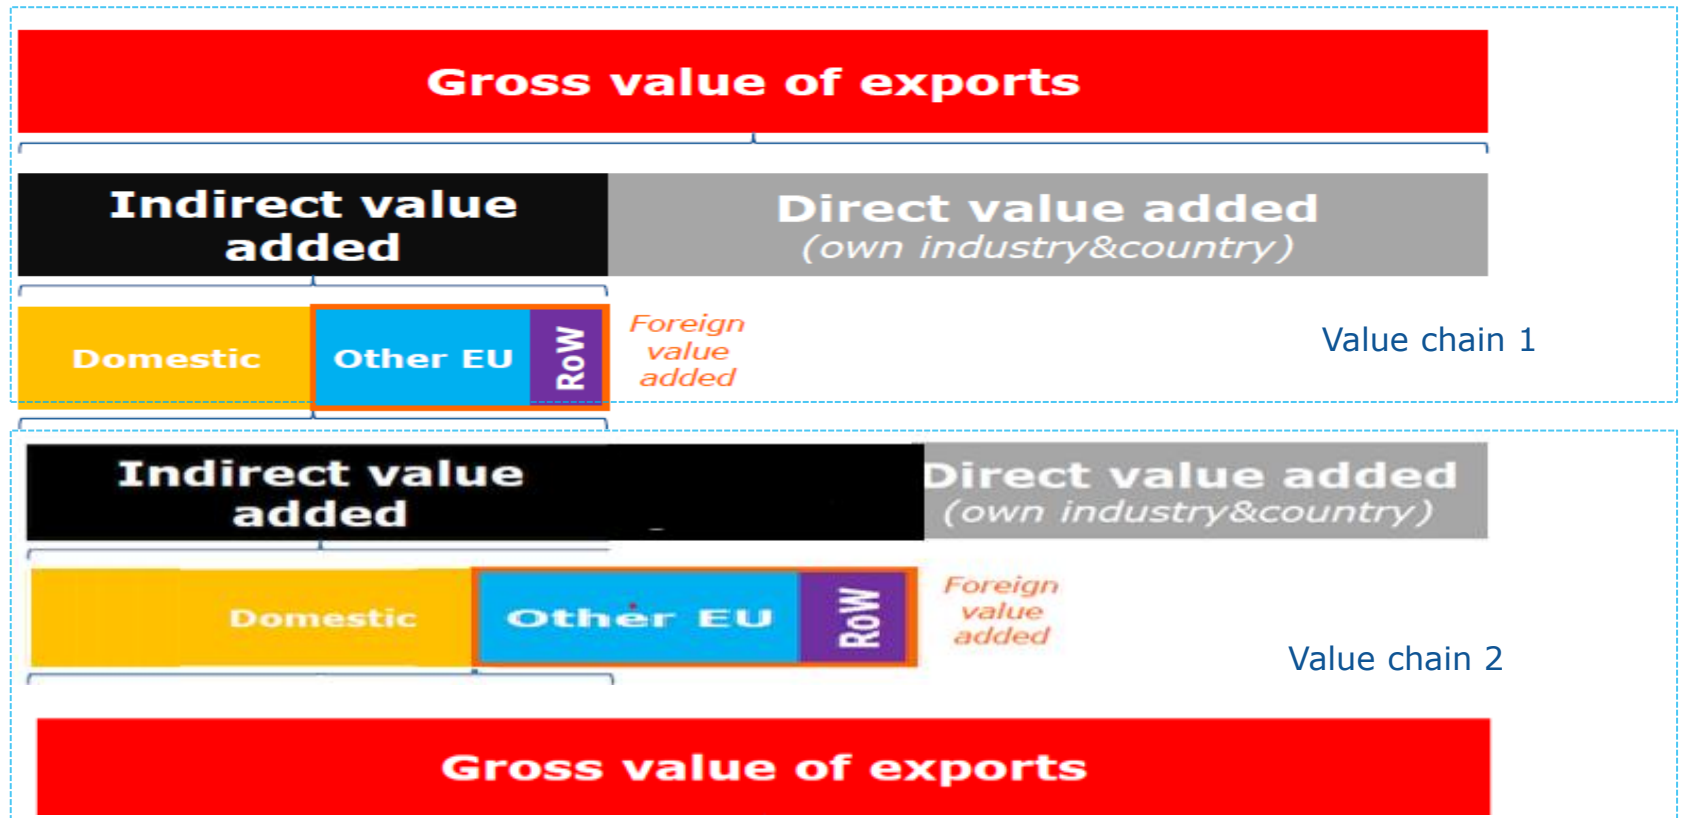 Gross value of exports
Indirect value
added
Direct value added
(own industry&country)
Domestic
Other EU
RoW
Foreign
value
added
Value chain 1
Indirect value
added
Direct value added
(own industry&country)
Domestic
Other EU
RoW
Foreign
value
added
Value chain 2
Gross value of exports